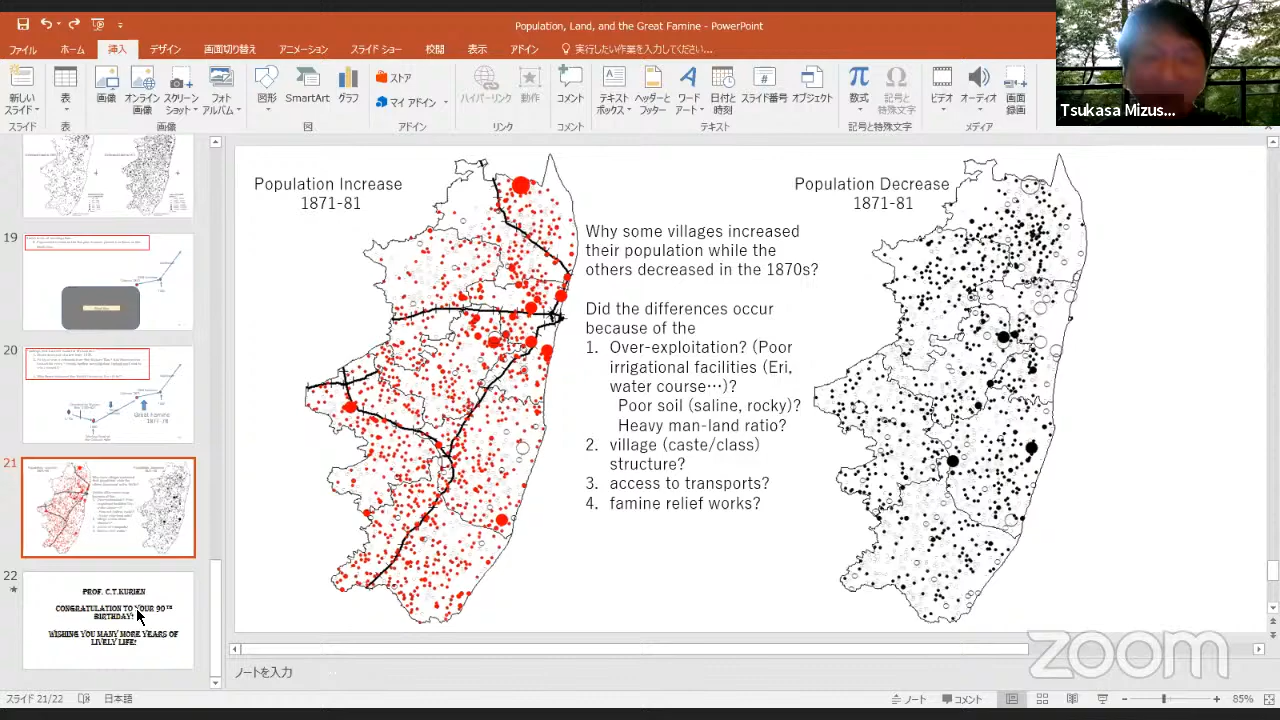 Population, Land, and the Great Famine - PowerPoint
ファイル ホーム 挿入 デザイン 画面切り替え アニメーション スライド ショー 校閲 表示 アドイン 実行したい作業を入力してください...
新しい スライド
表
画像
オンライン 画像
スクリーン ショット
フォト アルバム
図形
SmartArt
グラフ
ストア
マイ アドイン
ハイパーリンク
動作
コメント
テキスト ボックス
ヘッダーと フッター
ワード アート
日付と 時刻
スライド番号
オブジェクト
数式
記号と 特殊文字
ビデオ
オーディオ
画面 録画
スライド 表 画像 図 アドイン リンク コメント テキスト 記号と特殊文字 メディア
Tsukasa Mizus...
19
20
Great Famine
1877-78
21
22
PROF. C.T.KURIEN
CONGRATULATION TO YOUR 90TH
BIRTHDAY!
WISHING YOU MANY MORE YEARS OF
LIVELY LIFE!
Population Increase
1871-81
Why some villages increased
their population while the
others decreased in the 1870s?
Did the differences occur
because of the
1. Over-exploitation? (Poor
irrigational facilities (Eri,
water course…)?
Poor soil (saline, rocky)?
Heavy man-land ratio?
2. village (caste/class)
structure?
3. access to transports?
4. famine relief works?
Population Decrease
1871-81
ノートを入力
zoom
スライド 21/22 日本語 ノート コメント 85%